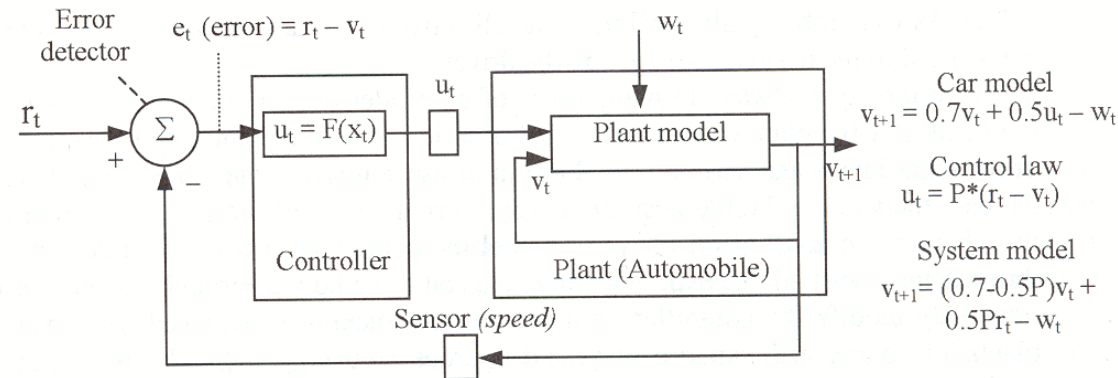 Error
detector
e_t (error) = r_t – v_t
w_t
r_t
+
Σ
–
u_t = F(x_t)
u_t
Plant model
v_t
v_{t+1}
Controller
Plant (Automobile)
Sensor (speed)
Car model
v_{t+1} = 0.7v_t + 0.5u_t – w_t
Control law
u_t = P*(r_t – v_t)
System model
v_{t+1}= (0.7-0.5P)v_t +
0.5Pr_t – w_t